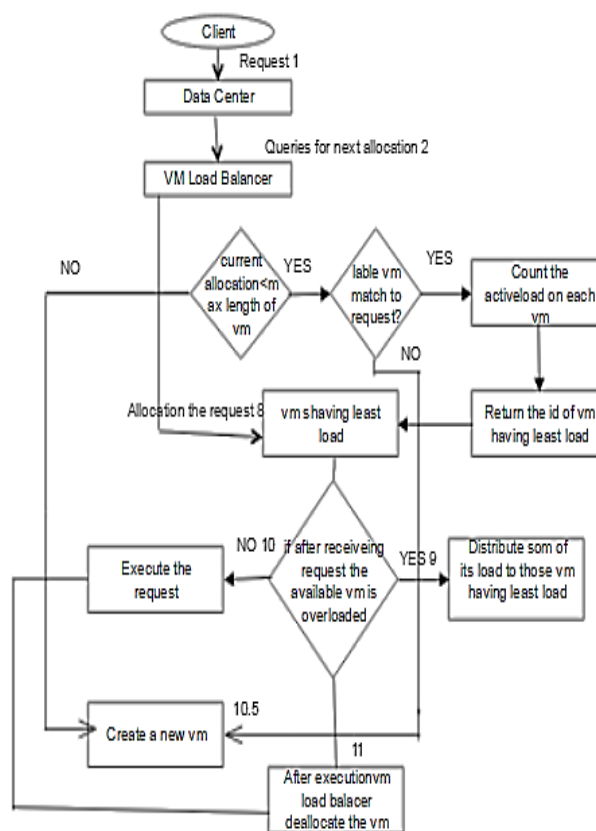 Client
Request 1
Data Center
Queries for next allocation 2
VM Load Balancer
NO
current
allocation<m
ax length of
vm
YES
lable vm
match to
request?
YES
Count the
activeload on each
vm
NO
Allocation the request 8
vm shaving least
load
Return the id of vm
having least load
NO 10
if after receiveing
request the
available vm is
overloaded
YES 9
Distribute som of
its load to those vm
having least load
Execute the
request
10.5
Create a new vm
11
After executionvm
load balacer
deallocate the vm